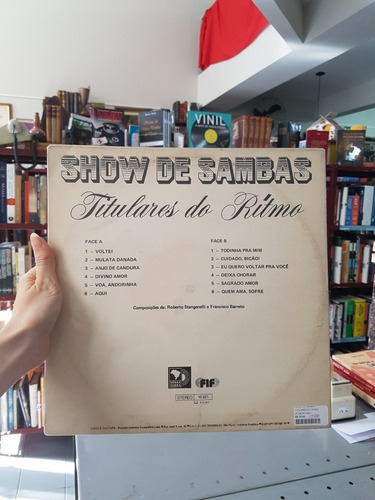 VINIL
SHOW DE SAMBAS
Titulares do Ritmo
FACE A
1 — VOLTEI
2 — MULATA DANADA
3 — ANJO DE CANDURA
4 — DIVINO AMOR
5 — VOA, ANDORINHA
6 — AQUI
FACE B
1 — TODINHA PRA MIM
2 — CUIDADO, BICÃO!
3 — EU QUERO VOLTAR PRA VOCÊ
4 — DEIXA CHORAR
5 — SAGRADO AMOR
6 — QUEM AMA, SOFRE
Composições de: Roberto Stanganelli e Francisco Barreto
FIF
STEREO